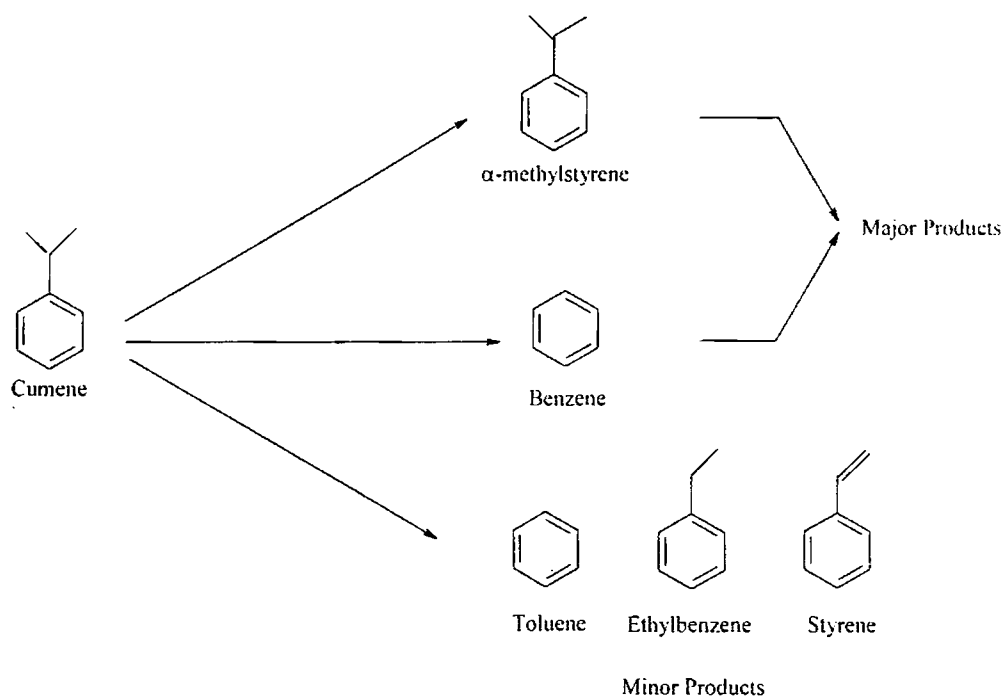 α-methylstyrene
Major Products
Cumene
Benzene
Toluene Ethylbenzene Styrene
Minor Products